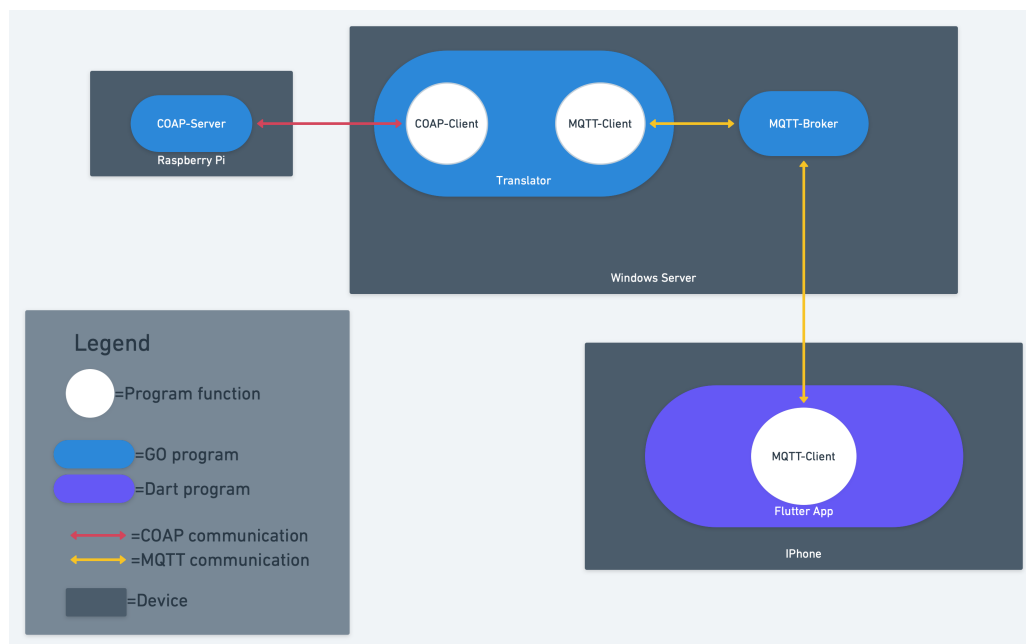 COAP-Server
Raspberry Pi
COAP-Client
MQTT-Client
Translator
MQTT-Broker
Windows Server
Legend
=Program function
=GO program
=Dart program
=COAP communication
=MQTT communication
=Device
MQTT-Client
Flutter App
IPhone